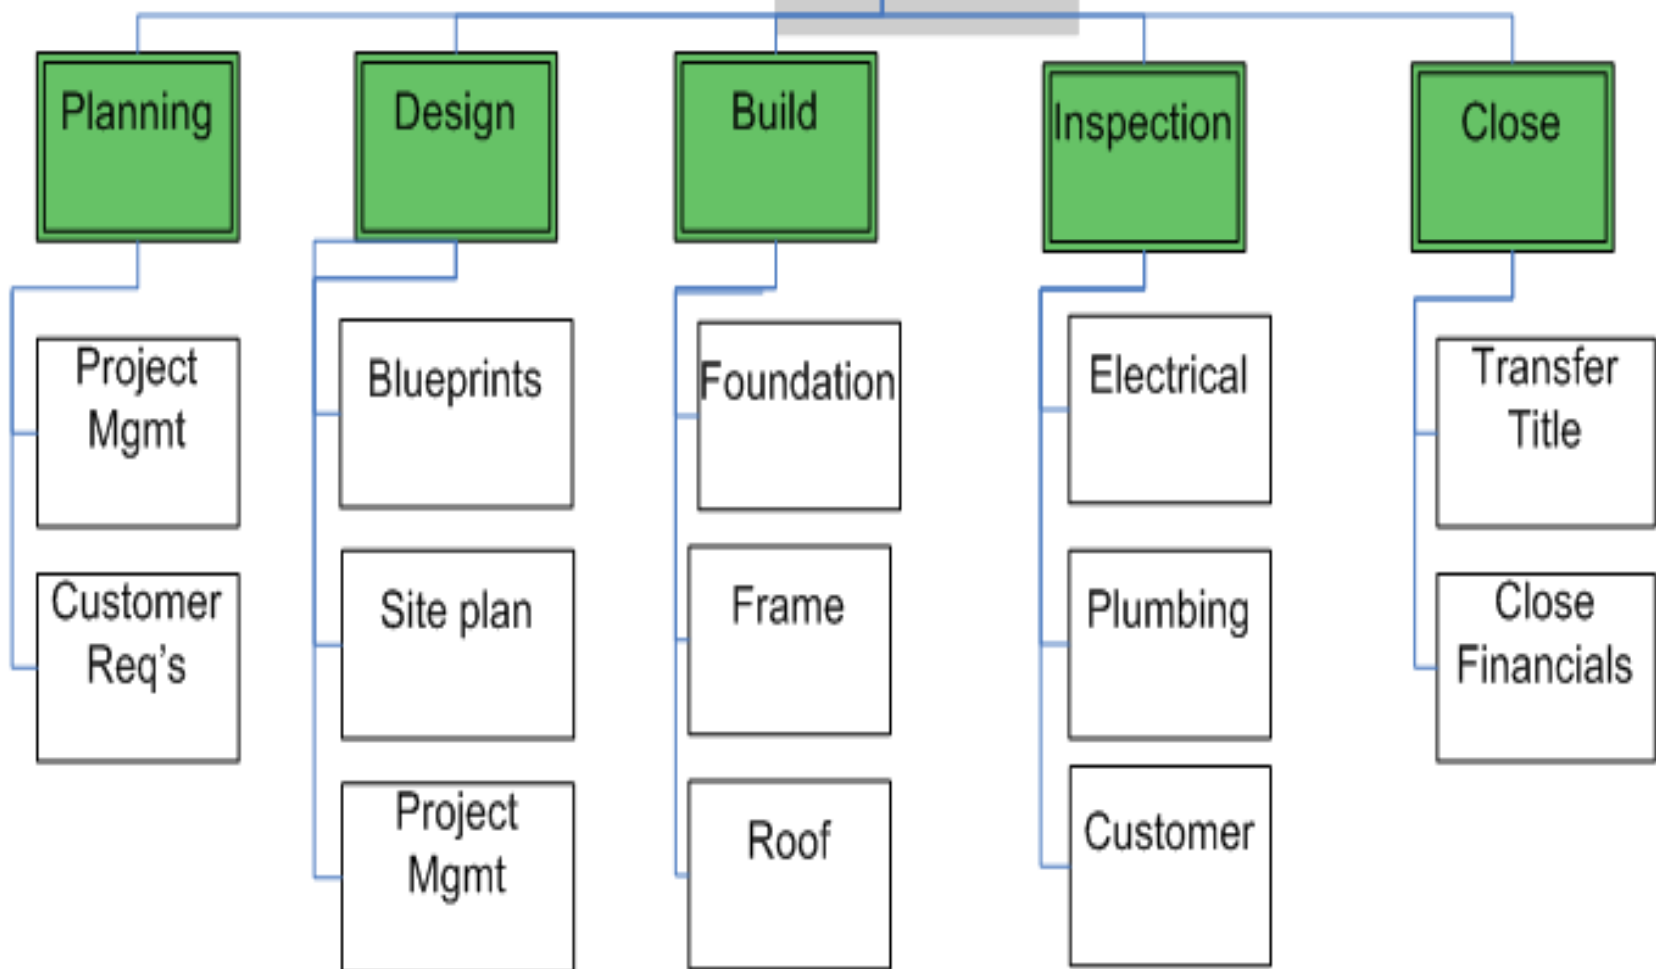 Planning
Design
Build
Inspection
Close
Project
Mgmt
Customer
Req's
Blueprints
Site plan
Project
Mgmt
Foundation
Frame
Roof
Electrical
Plumbing
Customer
Transfer
Title
Close
Financials